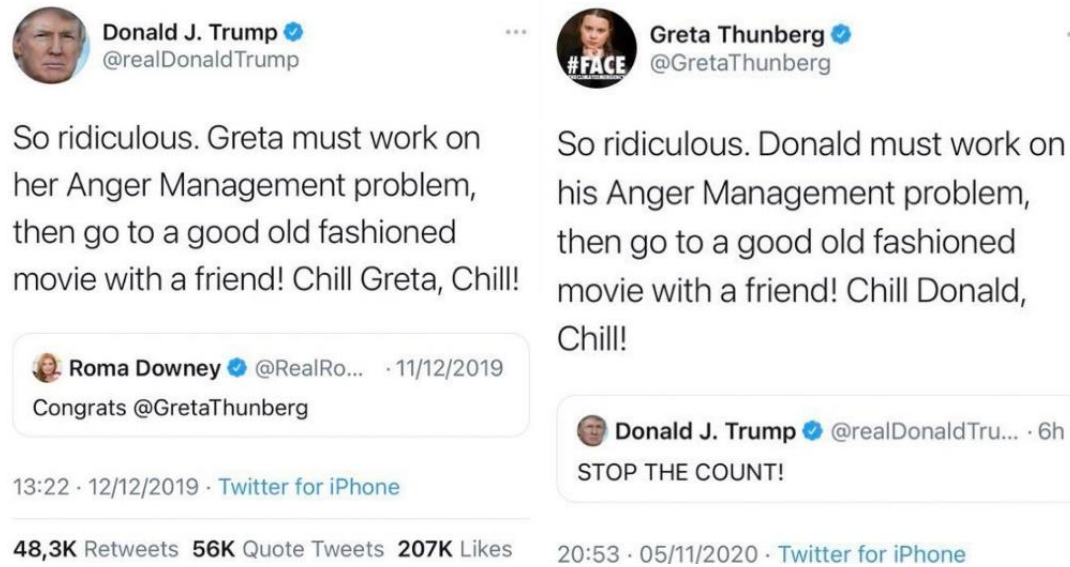 Donald J. Trump
@realDonaldTrump
So ridiculous. Greta must work on
her Anger Management problem,
then go to a good old fashioned
movie with a friend! Chill Greta, Chill!
Roma Downey @RealRo... · 11/12/2019
Congrats @GretaThunberg
13:22 · 12/12/2019 · Twitter for iPhone
48,3K Retweets 56K Quote Tweets 207K Likes
Greta Thunberg
@GretaThunberg
#FACE
So ridiculous. Donald must work on
his Anger Management problem,
then go to a good old fashioned
movie with a friend! Chill Donald,
Chill!
Donald J. Trump @realDonaldTru... · 6h
STOP THE COUNT!
20:53 · 05/11/2020 · Twitter for iPhone